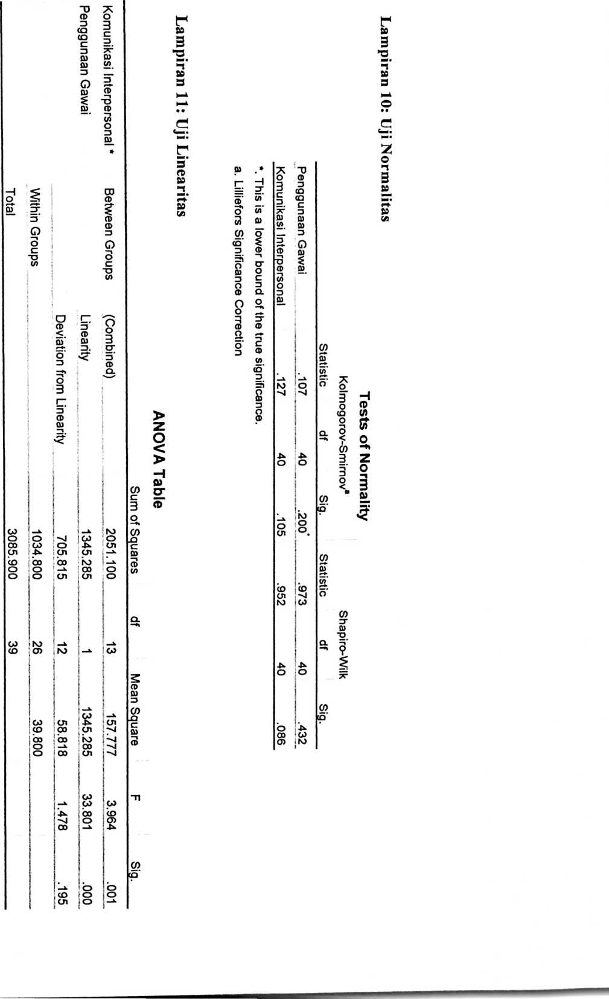 Lampiran 10: Uji Normalitas
Tests of Normality
Kolmogorov-Smirnovª Shapiro-Wilk
Statistic df Sig. Statistic df Sig.
Penggunaan Gawai .107 40 .200* .973 40 .432
Komunikasi Interpersonal .127 40 .105 .952 40 .086
*. This is a lower bound of the true significance.
a. Lilliefors Significance Correction
Lampiran 11: Uji Linearitas
ANOVA Table
Sum of Squares df Mean Square F Sig.
Komunikasi Interpersonal * Between Groups (Combined) 2051.100 13 157.777 3.964 .001
Penggunaan Gawai Linearity 1345.285 1 1345.285 33.801 .000
Deviation from Linearity 705.815 12 58.818 1.478 .195
Within Groups 1034.800 26 39.800
Total 3085.900 39